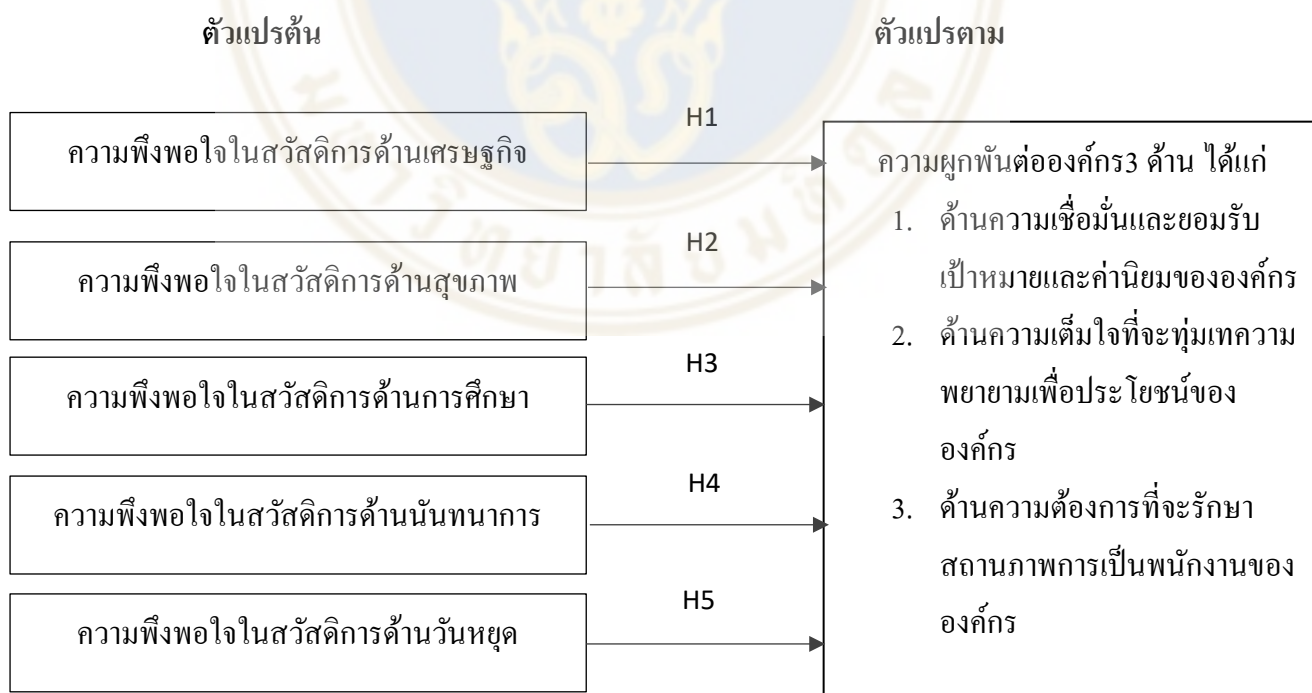 ตัวแปรต้น
ตัวแปรตาม
ความพึงพอใจในสวัสดิการด้านเศรษฐกิจ
H1
ความพึงพอใจในสวัสดิการด้านสุขภาพ
H2
ความพึงพอใจในสวัสดิการด้านการศึกษา
H3
ความพึงพอใจในสวัสดิการด้านนันทนาการ
H4
ความพึงพอใจในสวัสดิการด้านวันหยุด
H5
ความผูกพันต่อองค์กร3 ด้าน ได้แก่
1. ด้านความเชื่อมั่นและยอมรับ
เป้าหมายและค่านิยมขององค์กร
2. ด้านความเต็มใจที่จะทุ่มเทความ
พยายามเพื่อประโยชน์ของ
องค์กร
3. ด้านความต้องการที่จะรักษา
สถานภาพการเป็นพนักงานของ
องค์กร